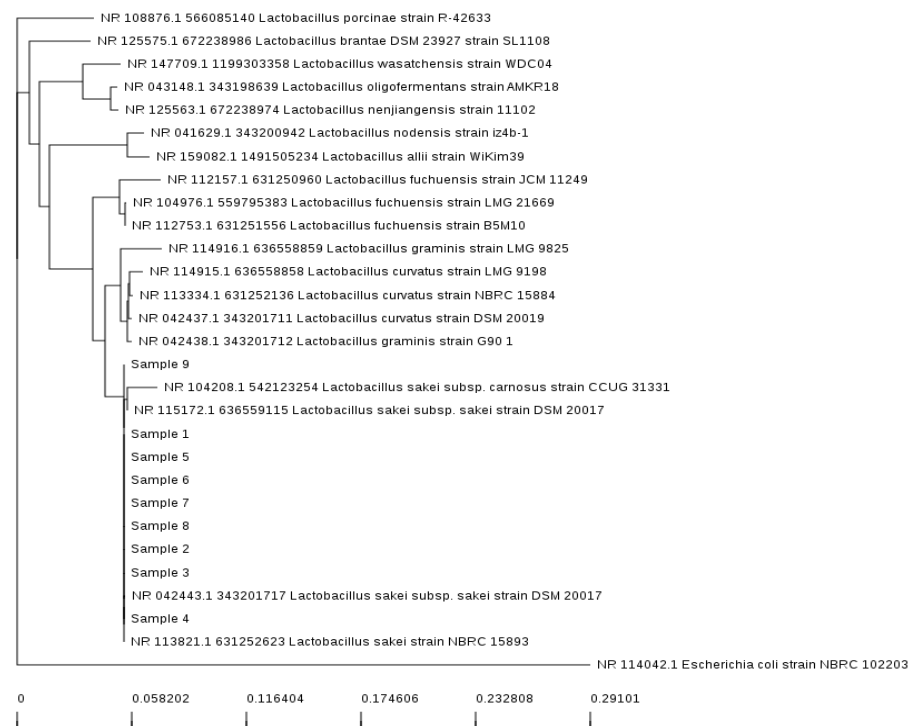 NR 108876.1 566085140 Lactobacillus porcinae strain R-42633
NR 125575.1 672238986 Lactobacillus brantae DSM 23927 strain SL1108
NR 147709.1 1199303358 Lactobacillus wasatchensis strain WDC04
NR 043148.1 343198639 Lactobacillus oligofermentans strain AMKR18
NR 125563.1 672238974 Lactobacillus nenjiangensis strain 11102
NR 041629.1 343200942 Lactobacillus nodensis strain iz4b-1
NR 159082.1 1491505234 Lactobacillus allii strain WiKim39
NR 112157.1 631250960 Lactobacillus fuchuensis strain JCM 11249
NR 104976.1 559795383 Lactobacillus fuchuensis strain LMG 21669
NR 112753.1 631251556 Lactobacillus fuchuensis strain B5M10
NR 114916.1 636558859 Lactobacillus graminis strain LMG 9825
NR 114915.1 636558858 Lactobacillus curvatus strain LMG 9198
NR 113334.1 631252136 Lactobacillus curvatus strain NBRC 15884
NR 042437.1 343201711 Lactobacillus curvatus strain DSM 20019
NR 042438.1 343201712 Lactobacillus graminis strain G90 1
Sample 9
NR 104208.1 542123254 Lactobacillus sakei subsp. carnosus strain CCUG 31331
NR 115172.1 636559115 Lactobacillus sakei subsp. sakei strain DSM 20017
Sample 1
Sample 5
Sample 6
Sample 7
Sample 8
Sample 2
Sample 3
NR 042443.1 343201717 Lactobacillus sakei subsp. sakei strain DSM 20017
Sample 4
NR 113821.1 631252623 Lactobacillus sakei strain NBRC 15893
NR 114042.1 Escherichia coli strain NBRC 102203
0 0.058202 0.116404 0.174606 0.232808 0.29101